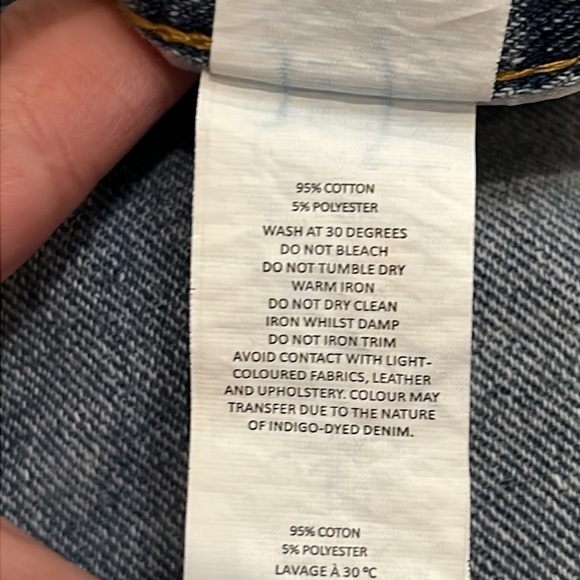 95% COTTON
5% POLYESTER
WASH AT 30 DEGREES
DO NOT BLEACH
DO NOT TUMBLE DRY
WARM IRON
DO NOT DRY CLEAN
IRON WHILST DAMP
DO NOT IRON TRIM
AVOID CONTACT WITH LIGHT-
COLOURED FABRICS, LEATHER
AND UPHOLSTERY. COLOUR MAY
TRANSFER DUE TO THE NATURE
OF INDIGO-DYED DENIM.
95% COTON
5% POLYESTER
LAVAGE À 30 ºC